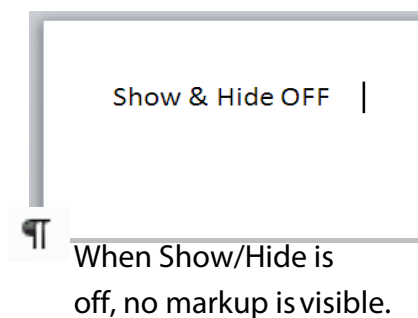 Show & Hide OFF
¶
When Show/Hide is
off, no markup is visible.